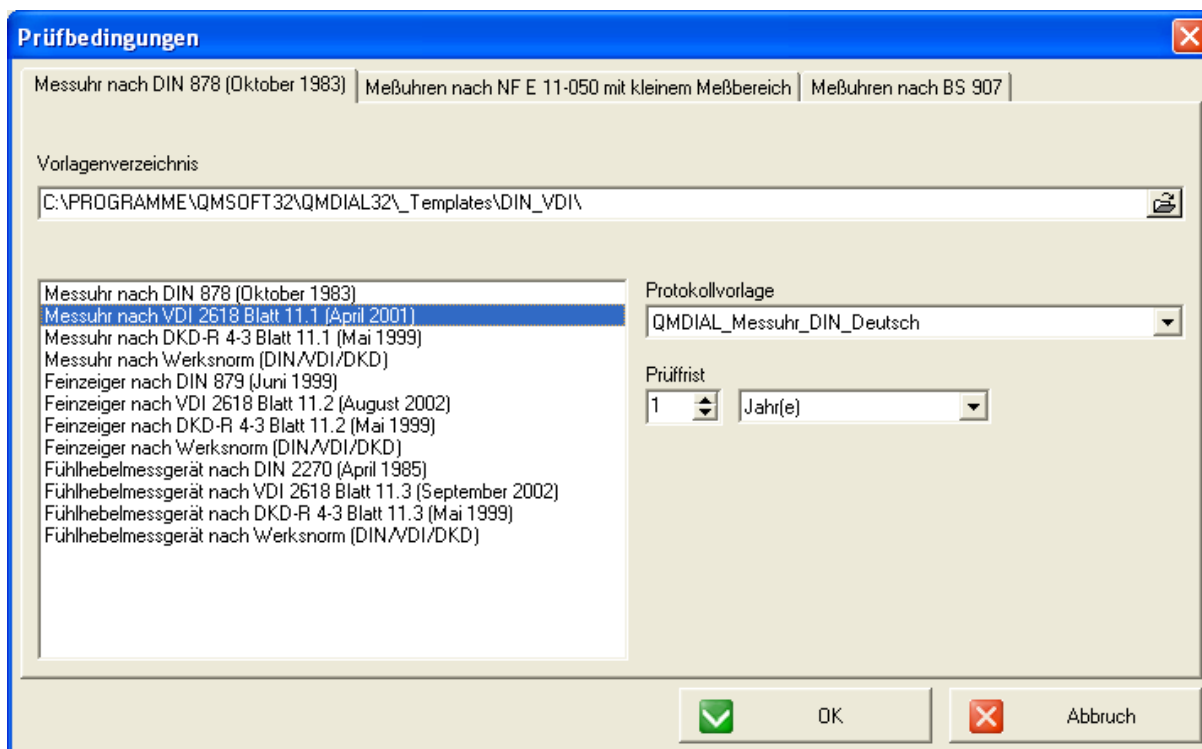 Prüfbedingungen
Messuhr nach DIN 878 (Oktober 1983) Meßuhren nach NF E 11-050 mit kleinem Meßbereich Meßuhren nach BS 907
Vorlagenverzeichnis
C:\PROGRAMME\QMSOFT32\QMDIAL32\_Templates\DIN_VDI\
Messuhr nach DIN 878 (Oktober 1983)
Messuhr nach VDI 2618 Blatt 11.1 (April 2001)
Messuhr nach DKD-R 4-3 Blatt 11.1 (Mai 1999)
Messuhr nach Werksnorm (DIN/VDI/DKD)
Feinzeiger nach DIN 879 (Juni 1999)
Feinzeiger nach VDI 2618 Blatt 11.2 (August 2002)
Feinzeiger nach DKD-R 4-3 Blatt 11.2 (Mai 1999)
Feinzeiger nach Werksnorm (DIN/VDI/DKD)
Fühlhebelmessgerät nach DIN 2270 (April 1985)
Fühlhebelmessgerät nach VDI 2618 Blatt 11.3 (September 2002)
Fühlhebelmessgerät nach DKD-R 4-3 Blatt 11.3 (Mai 1999)
Fühlhebelmessgerät nach Werksnorm (DIN/VDI/DKD)
Protokollvorlage
QMDIAL_Messuhr_DIN_Deutsch
Prüffrist
1 Jahr(e)
OK Abbruch